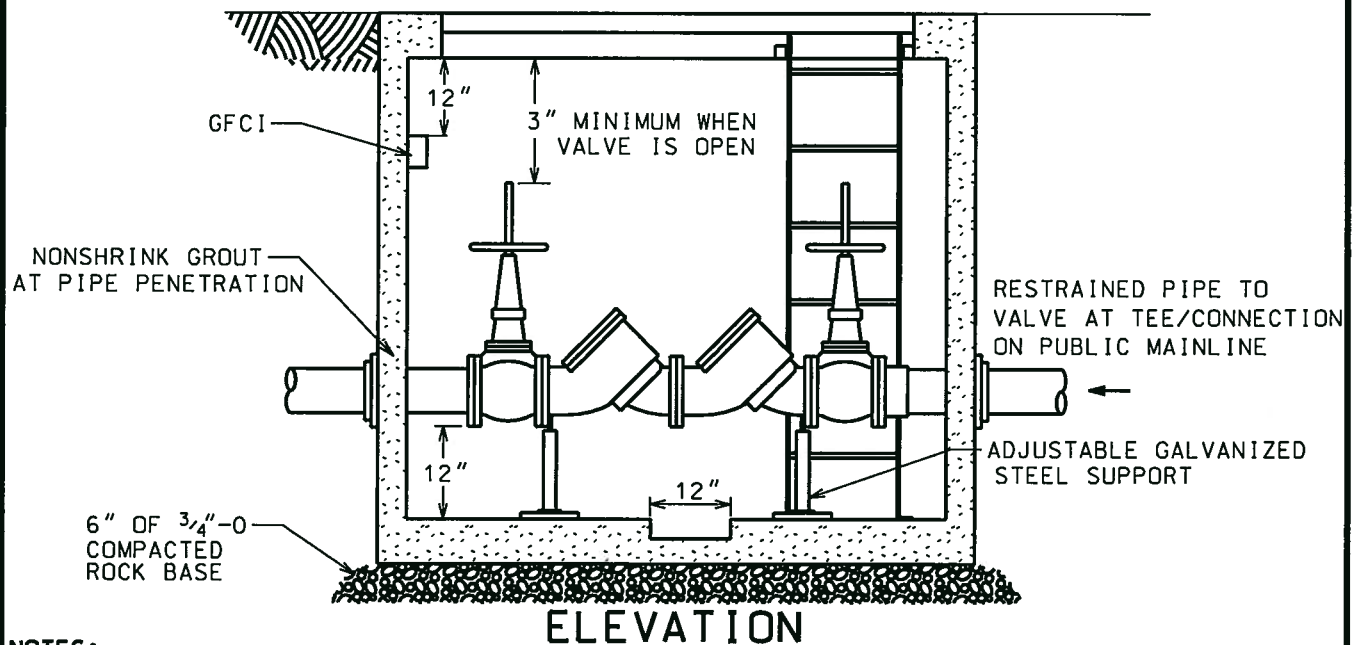 12"
GFCI
3" MINIMUM WHEN
VALVE IS OPEN
NONSHRINK GROUT
AT PIPE PENETRATION
RESTRAINED PIPE TO
VALVE AT TEE/CONNECTION
ON PUBLIC MAINLINE
12"
12"
ADJUSTABLE GALVANIZED
STEEL SUPPORT
6" OF 3/4"-0
COMPACTED
ROCK BASE
ELEVATION
NOTES: